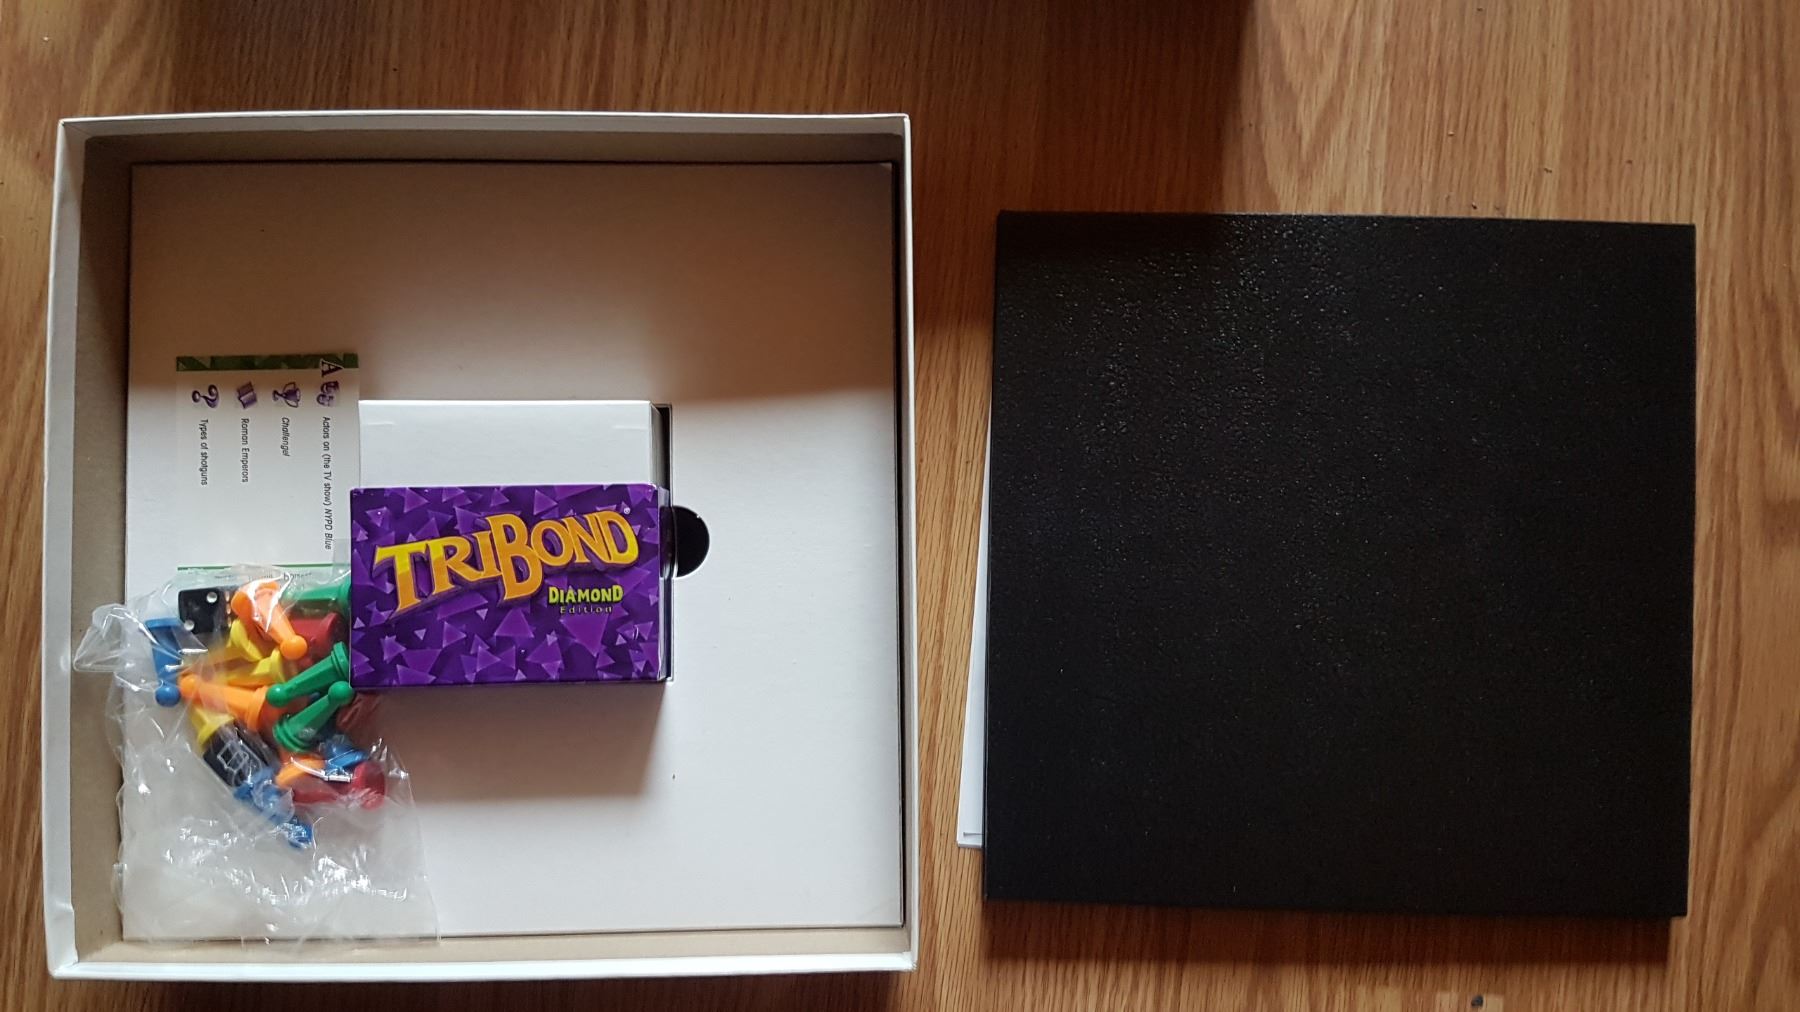 TRIBOND®
DIAMOND
Edition
A
Actors on (the TV show) NYPD Blue
Challenge!
Roman Emperors
Types of shotguns